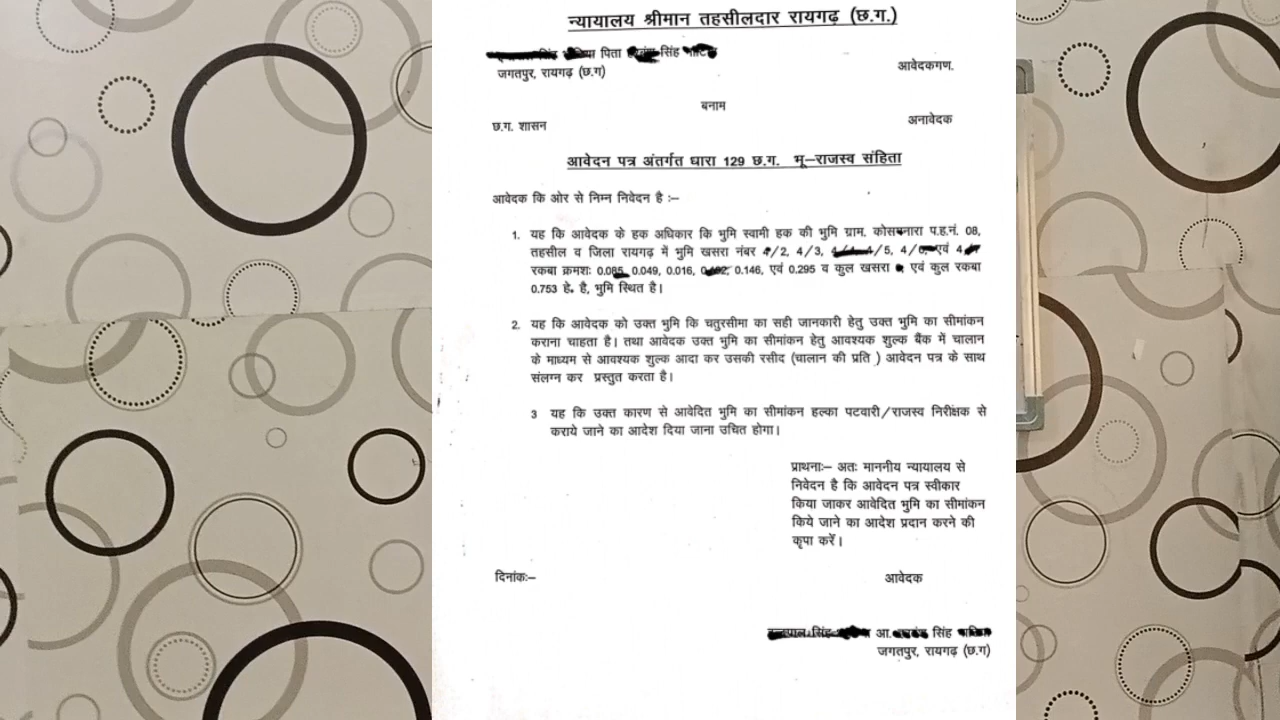 न्यायालय श्रीमान तहसीलदार रायगढ़ (छ.ग.)
सिंह पिता सिंह
जगतपुर, रायगढ़ (छ.ग)
आवेदकगण.
बनाम
छ.ग. शासन
अनावेदक
आवेदन पत्र अंतर्गत धारा 129 छ.ग. भू–राजस्व संहिता
आवेदक कि ओर से निम्न निवेदन है :–
1. यह कि आवेदक के हक अधिकार कि भुमि स्वामी हक की भुमि ग्राम. प.ह.नं. 08,
तहसील व जिला रायगढ़ में भुमि खसरा नंबर /2, 4/3, /5, एवं
रकबा क्रमशः 0.085, 0.049, 0.016, 0.146, एवं 0.295 व कुल खसरा एवं कुल रकबा
0.753 हे. है, भुमि स्थित है।
2. यह कि आवेदक को उक्त भुमि कि चतुरसीमा का सही जानकारी हेतु उक्त भुमि का सीमांकन
कराना चाहता है। तथा आवेदक उक्त भुमि का सीमांकन हेतु आवश्यक शुल्क बैंक में चालान
के माध्यम से आवश्यक शुल्क आदा कर उसकी रसीद (चालान की प्रति ) आवेदन पत्र के साथ
संलग्न कर प्रस्तुत करता है।
3 यह कि उक्त कारण से आवेदित भुमि का सीमांकन हल्का पटवारी/राजस्व निरीक्षक से
कराये जाने का आदेश दिया जाना उचित होगा।
प्राथनाः– अतः माननीय न्यायालय से
निवेदन है कि आवेदन पत्र स्वीकार
किया जाकर आवेदित भुमि का सीमांकन
किये जाने का आदेश प्रदान करने की
कृपा करें।
दिनांकः–
आवेदक
सिंह आ. सिंह
जगतपुर, रायगढ़ (छ.ग)